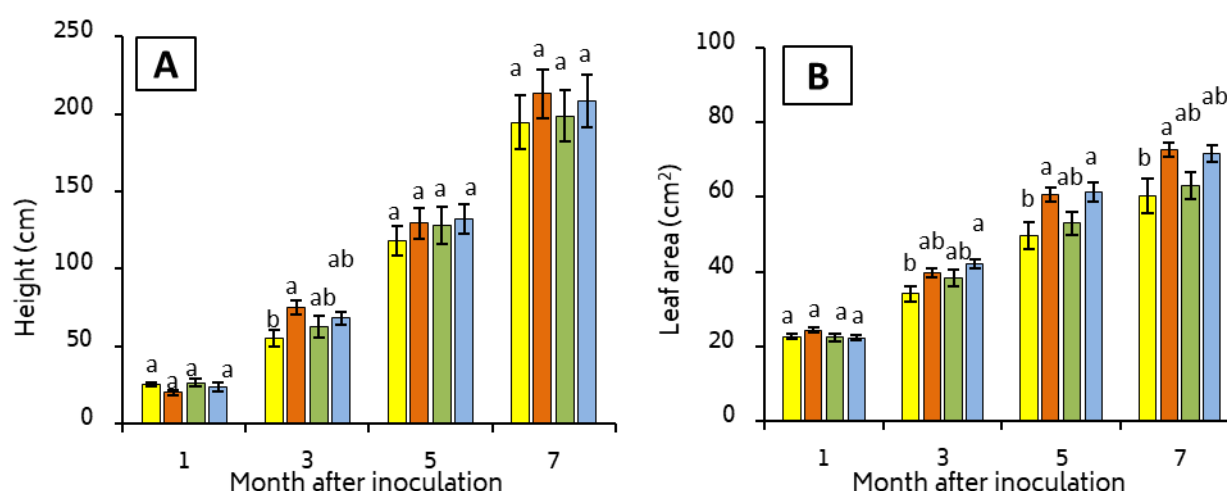 A
Height (cm)
250
200
150
100
50
0
a a a a
b a ab ab
a a a a
a a a a
1 3 5 7
Month after inoculation
B
Leaf area (cm²)
100
80
60
40
20
0
a a a a
b ab ab a
b a ab a
b a ab ab
1 3 5 7
Month after inoculation